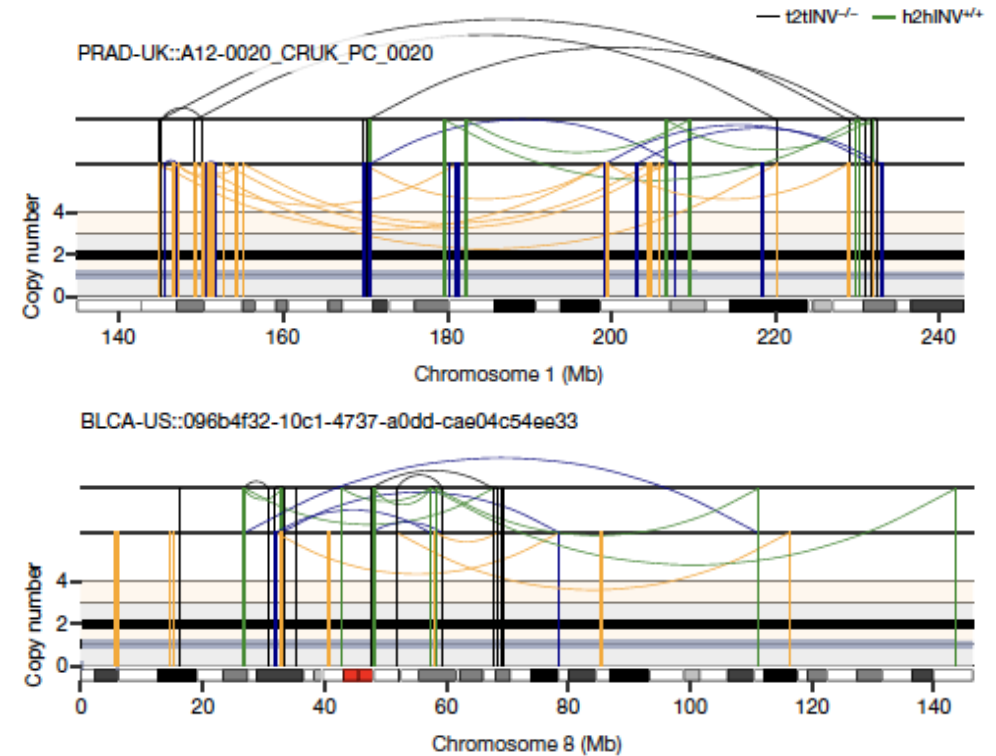 t2tINV–/– h2hINV+/+
PRAD-UK::A12-0020_CRUK_PC_0020
Copy number
4
2
0
140 160 180 200 220 240
Chromosome 1 (Mb)
BLCA-US::096b4f32-10c1-4737-a0dd-cae04c54ee33
Copy number
4
2
0
0 20 40 60 80 100 120 140
Chromosome 8 (Mb)